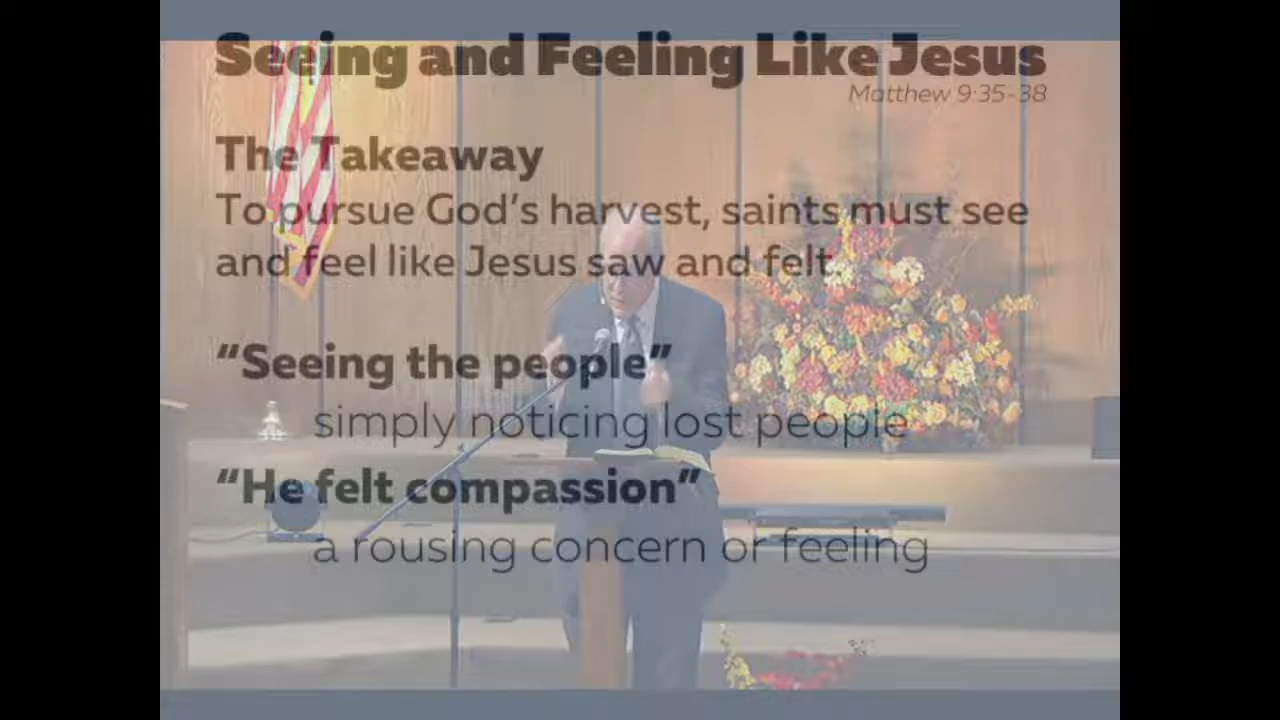 Seeing and Feeling Like Jesus
Matthew 9:35-38
The Takeaway
To pursue God's harvest, saints must see
and feel like Jesus saw and felt.
“Seeing the people”
simply noticing lost people
“He felt compassion”
a rousing concern or feeling